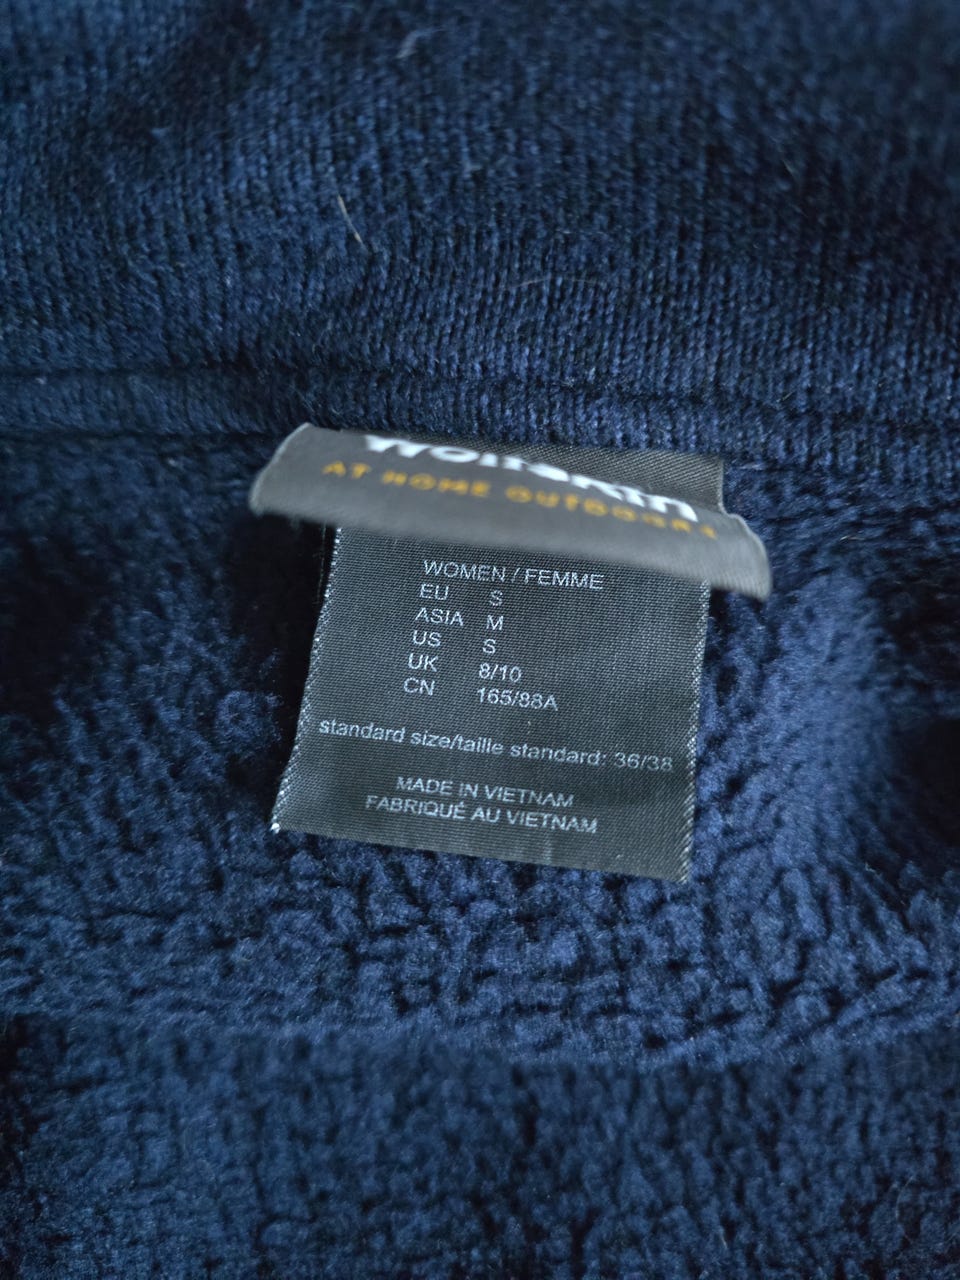 Wolfskin
AT HOME OUTDOORS
WOMEN / FEMME
EU S
ASIA M
US S
UK 8/10
CN 165/88A
standard size/taille standard: 36/38
MADE IN VIETNAM
FABRIQUÉ AU VIETNAM